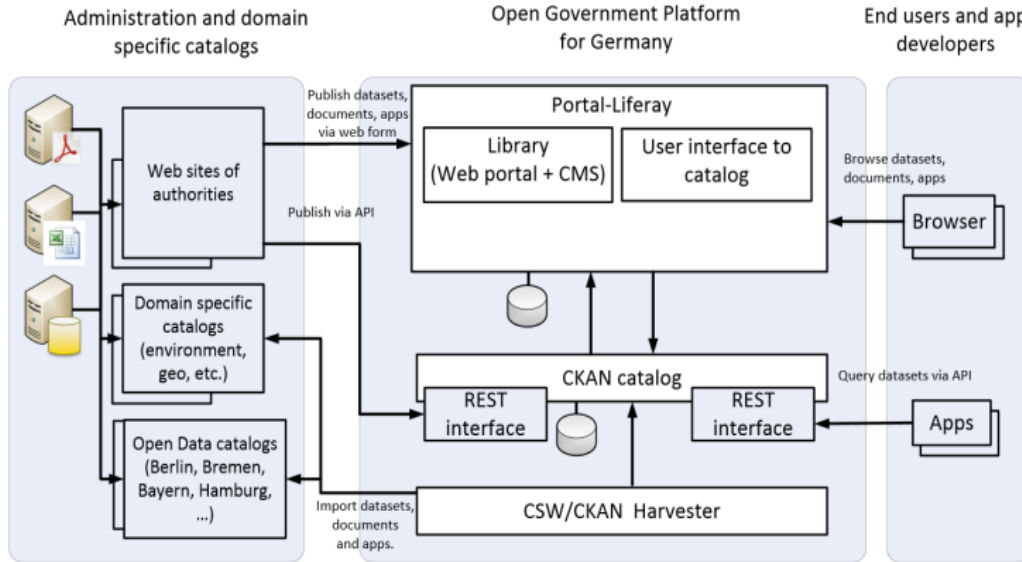 Administration and domain
specific catalogs
Open Government Platform
for Germany
End users and app
developers
Publish datasets,
documents, apps
via web form
Portal-Liferay
Library
(Web portal + CMS)
User interface to
catalog
Web sites of
authorities
Browse datasets,
documents, apps
Publish via API
Browser
Domain specific
catalogs
(environment,
geo, etc.)
CKAN catalog
Query datasets via API
REST
interface
REST
interface
Apps
Open Data catalogs
(Berlin, Bremen,
Bayern, Hamburg,
...)
Import datasets,
documents
and apps.
CSW/CKAN Harvester